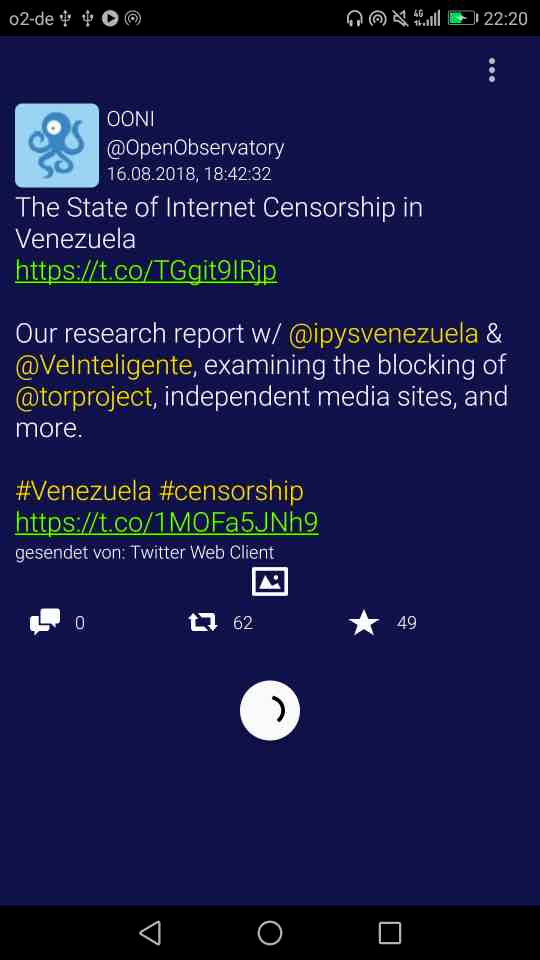 o2-de 4G 22:20
OONI
@OpenObservatory
16.08.2018, 18:42:32
The State of Internet Censorship in
Venezuela
https://t.co/TGgit9IRjp
Our research report w/ @ipysvenezuela &
@VeInteligente, examining the blocking of
@torproject, independent media sites, and
more.
#Venezuela #censorship
https://t.co/1MOFa5JNh9
gesendet von: Twitter Web Client
0 62 49